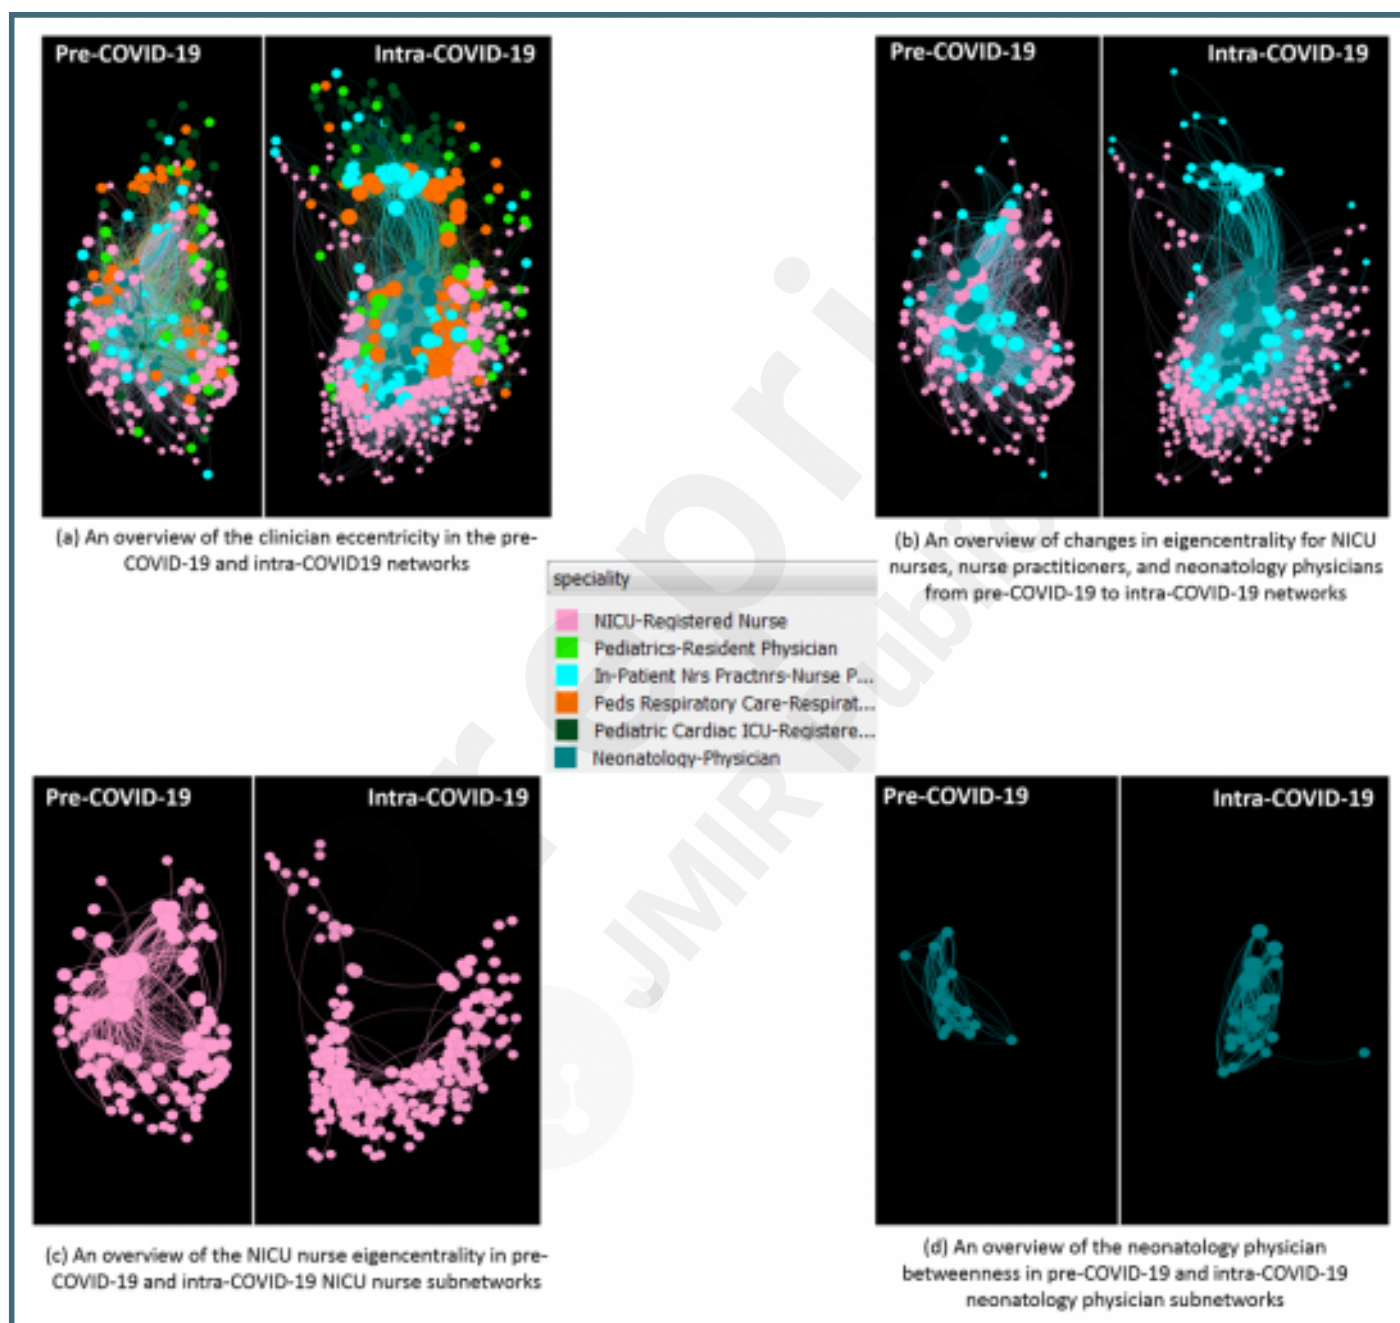 Pre-COVID-19
Intra-COVID-19
Pre-COVID-19
Intra-COVID-19
(a) An overview of the clinician eccentricity in the pre-
COVID-19 and intra-COVID19 networks
(b) An overview of changes in eigencentrality for NICU
nurses, nurse practitioners, and neonatology physicians
from pre-COVID-19 to intra-COVID-19 networks
speciality
NICU-Registered Nurse
Pediatrics-Resident Physician
In-Patient Nrs Practnrs-Nurse P...
Peds Respiratory Care-Respirat...
Pediatric Cardiac ICU-Registere...
Neonatology-Physician
Pre-COVID-19
Intra-COVID-19
Pre-COVID-19
Intra-COVID-19
(c) An overview of the NICU nurse eigencentrality in pre-
COVID-19 and intra-COVID-19 NICU nurse subnetworks
(d) An overview of the neonatology physician
betweenness in pre-COVID-19 and intra-COVID-19
neonatology physician subnetworks
JMIR